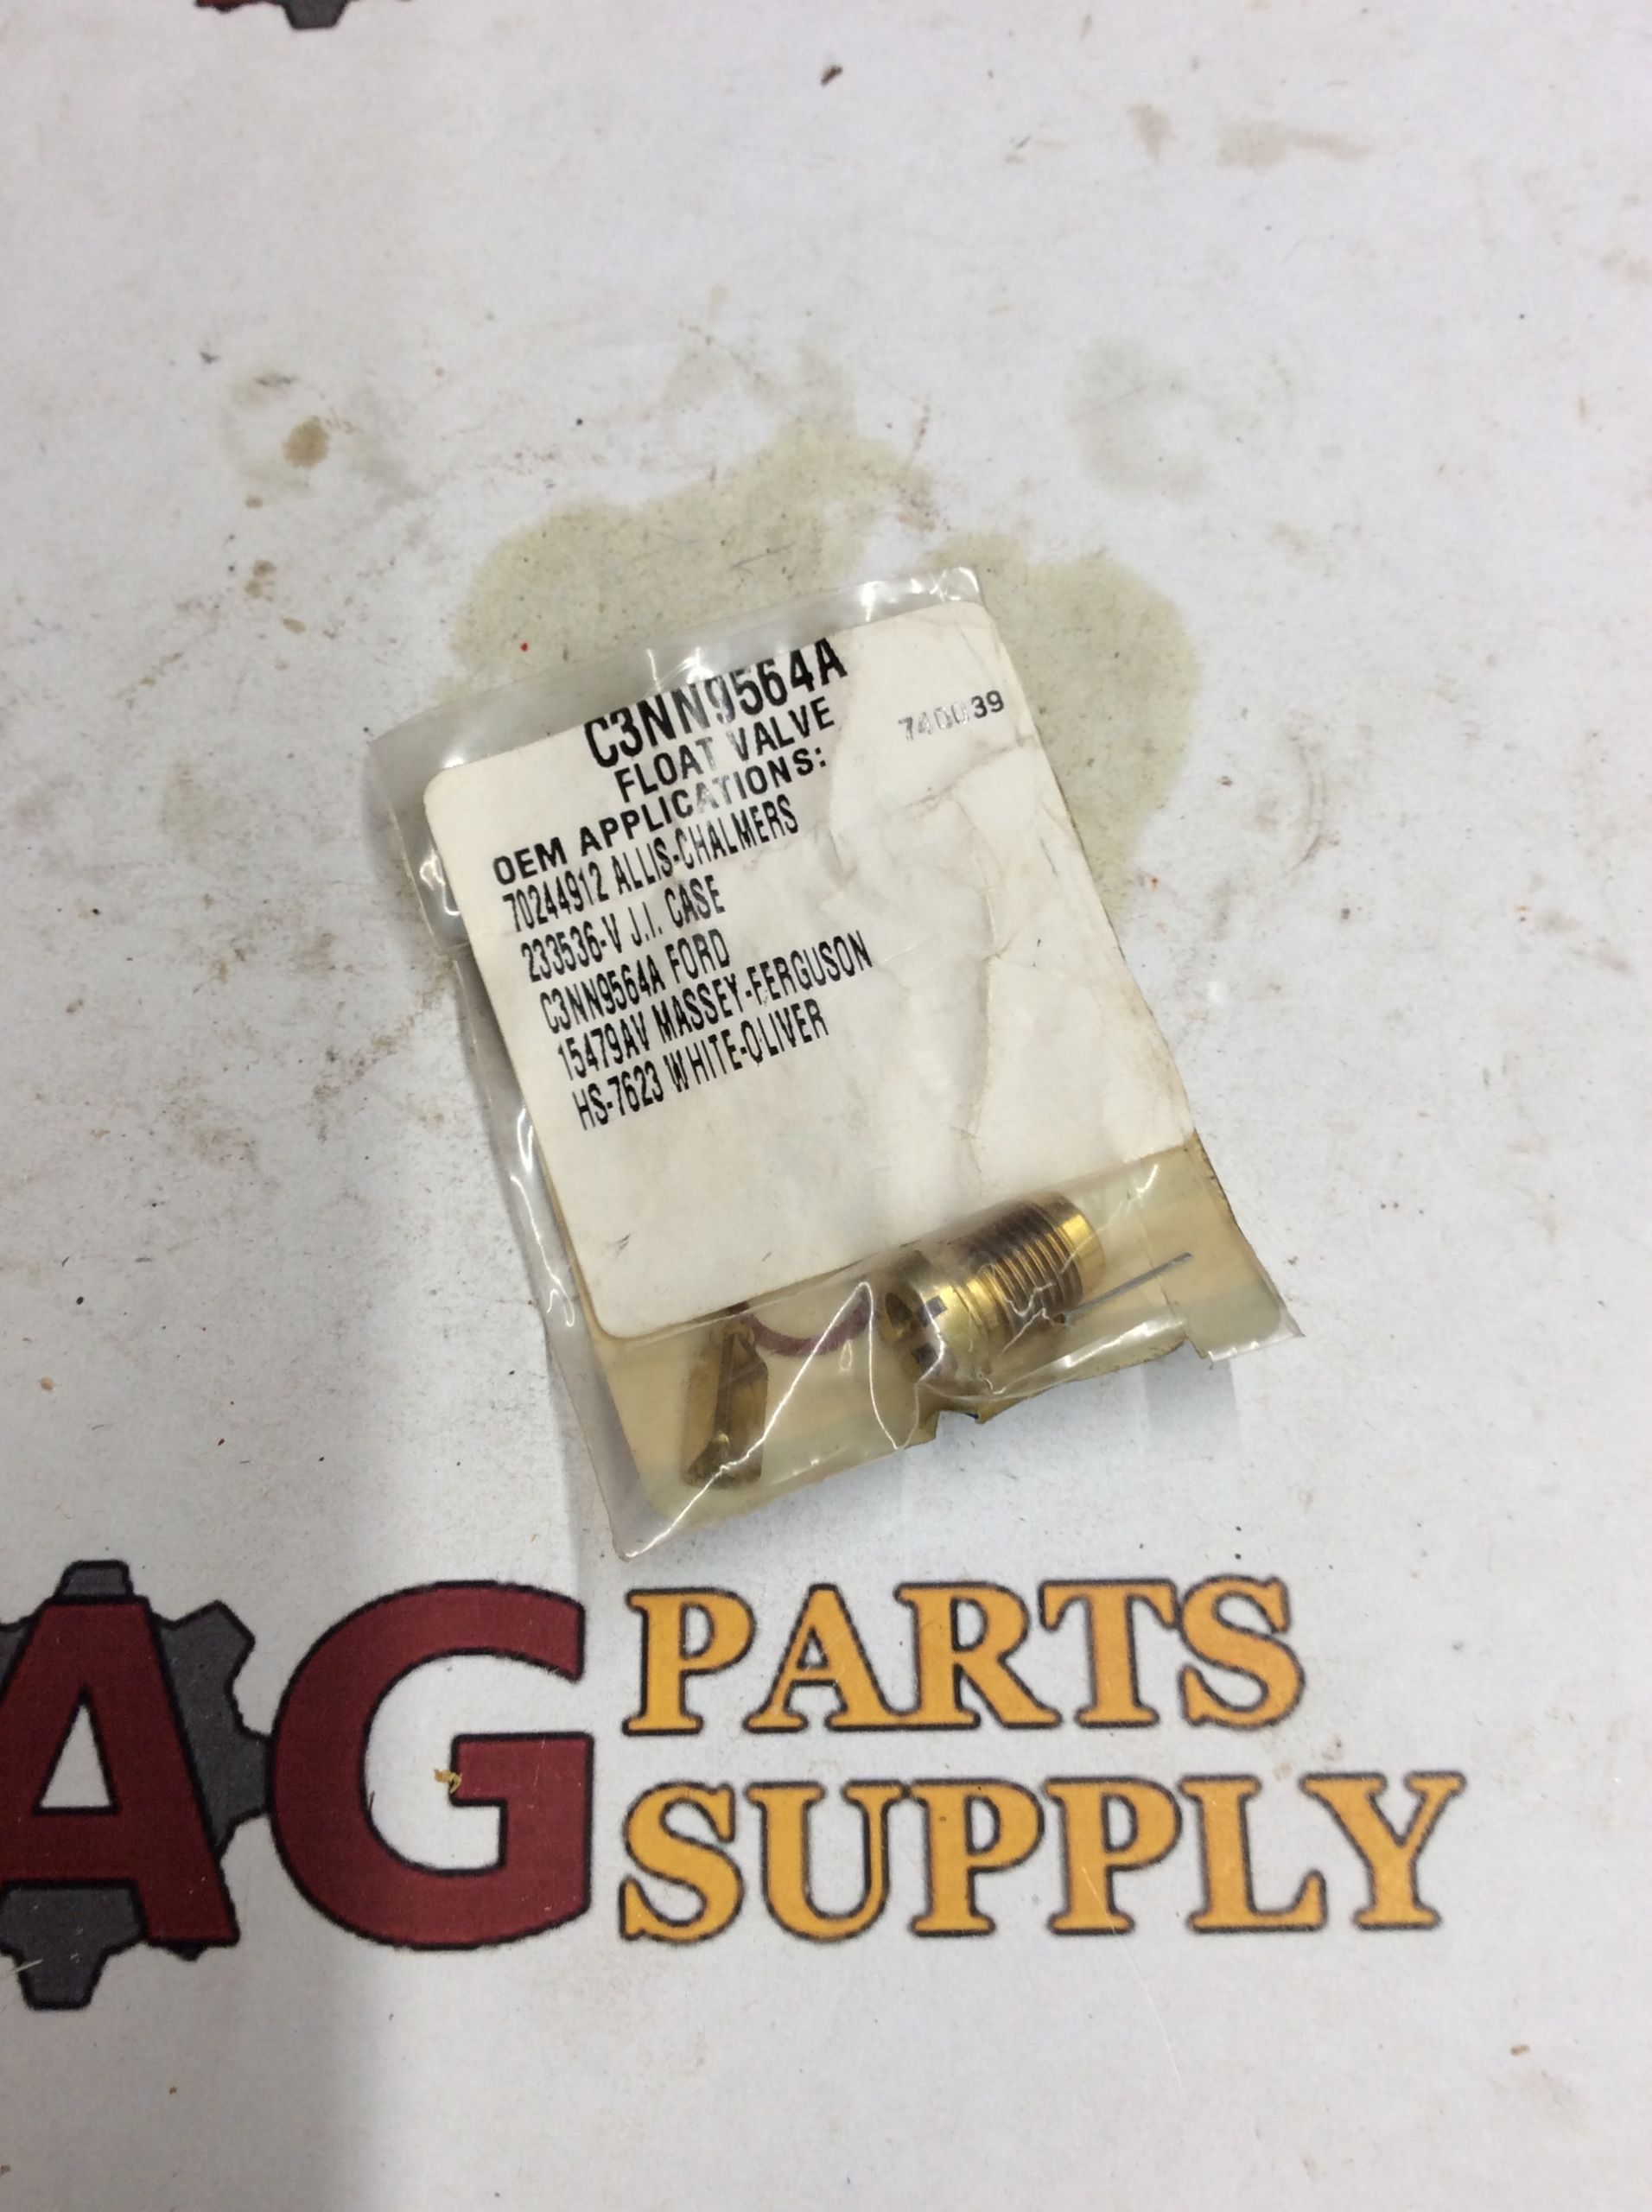 C3NN9564A
FLOAT VALVE
740039
OEM APPLICATIONS:
70244912 ALLIS-CHALMERS
233536-V J.I. CASE
C3NN9564A FORD
15479AV MASSEY-FERGUSON
HS-7623 WHITE-OLIVER
AG PARTS
SUPPLY